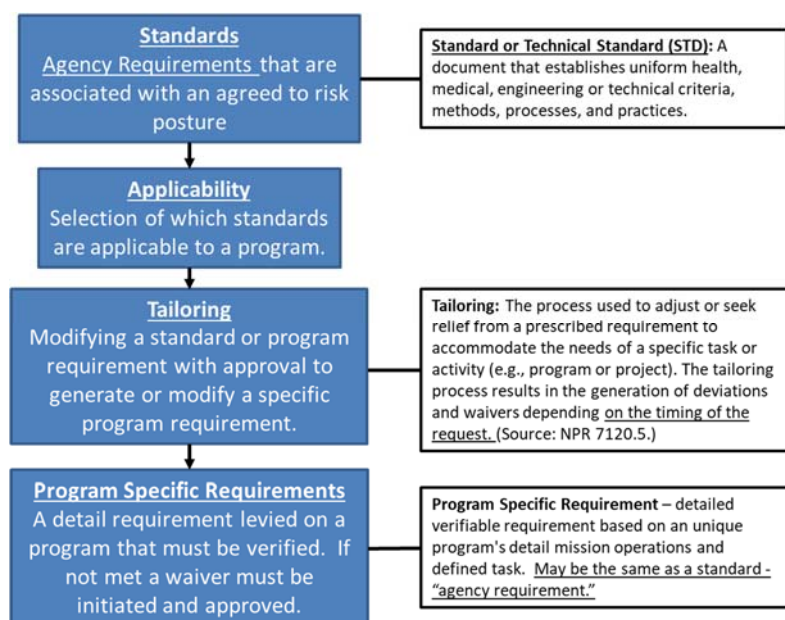 Standards
Agency Requirements that are
associated with an agreed to risk
posture
Standard or Technical Standard (STD): A
document that establishes uniform health,
medical, engineering or technical criteria,
methods, processes, and practices.
Applicability
Selection of which standards
are applicable to a program.
Tailoring
Modifying a standard or program
requirement with approval to
generate or modify a specific
program requirement.
Tailoring: The process used to adjust or seek
relief from a prescribed requirement to
accommodate the needs of a specific task or
activity (e.g., program or project). The tailoring
process results in the generation of deviations
and waivers depending on the timing of the
request. (Source: NPR 7120.5.)
Program Specific Requirements
A detail requirement levied on a
program that must be verified. If
not met a waiver must be
initiated and approved.
Program Specific Requirement – detailed
verifiable requirement based on an unique
program's detail mission operations and
defined task. May be the same as a standard -
“agency requirement.”